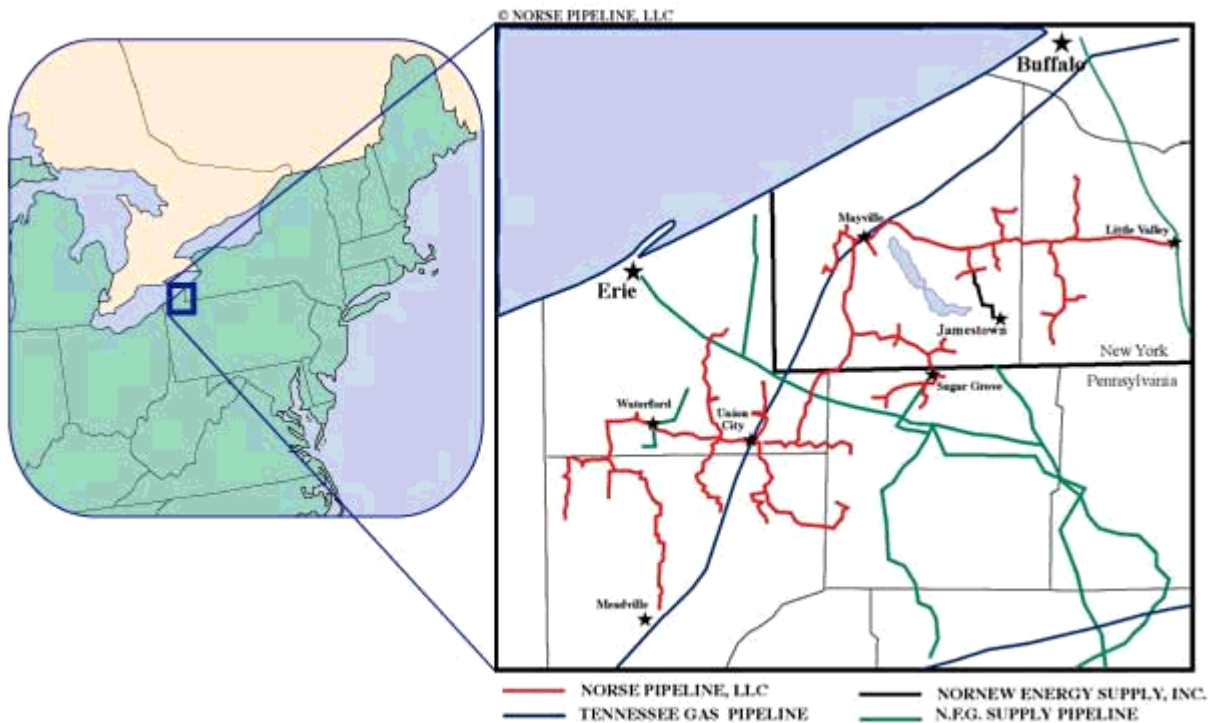 © NORSE PIPELINE, LLC
Buffalo
Erie
Mayville
Little Valley
Jamestown
New York
Pennsylvania
Sugar Grove
Waterford
Union
City
Meadville
NORSE PIPELINE, LLC
NORNEW ENERGY SUPPLY, INC.
TENNESSEE GAS PIPELINE
N.F.G. SUPPLY PIPELINE